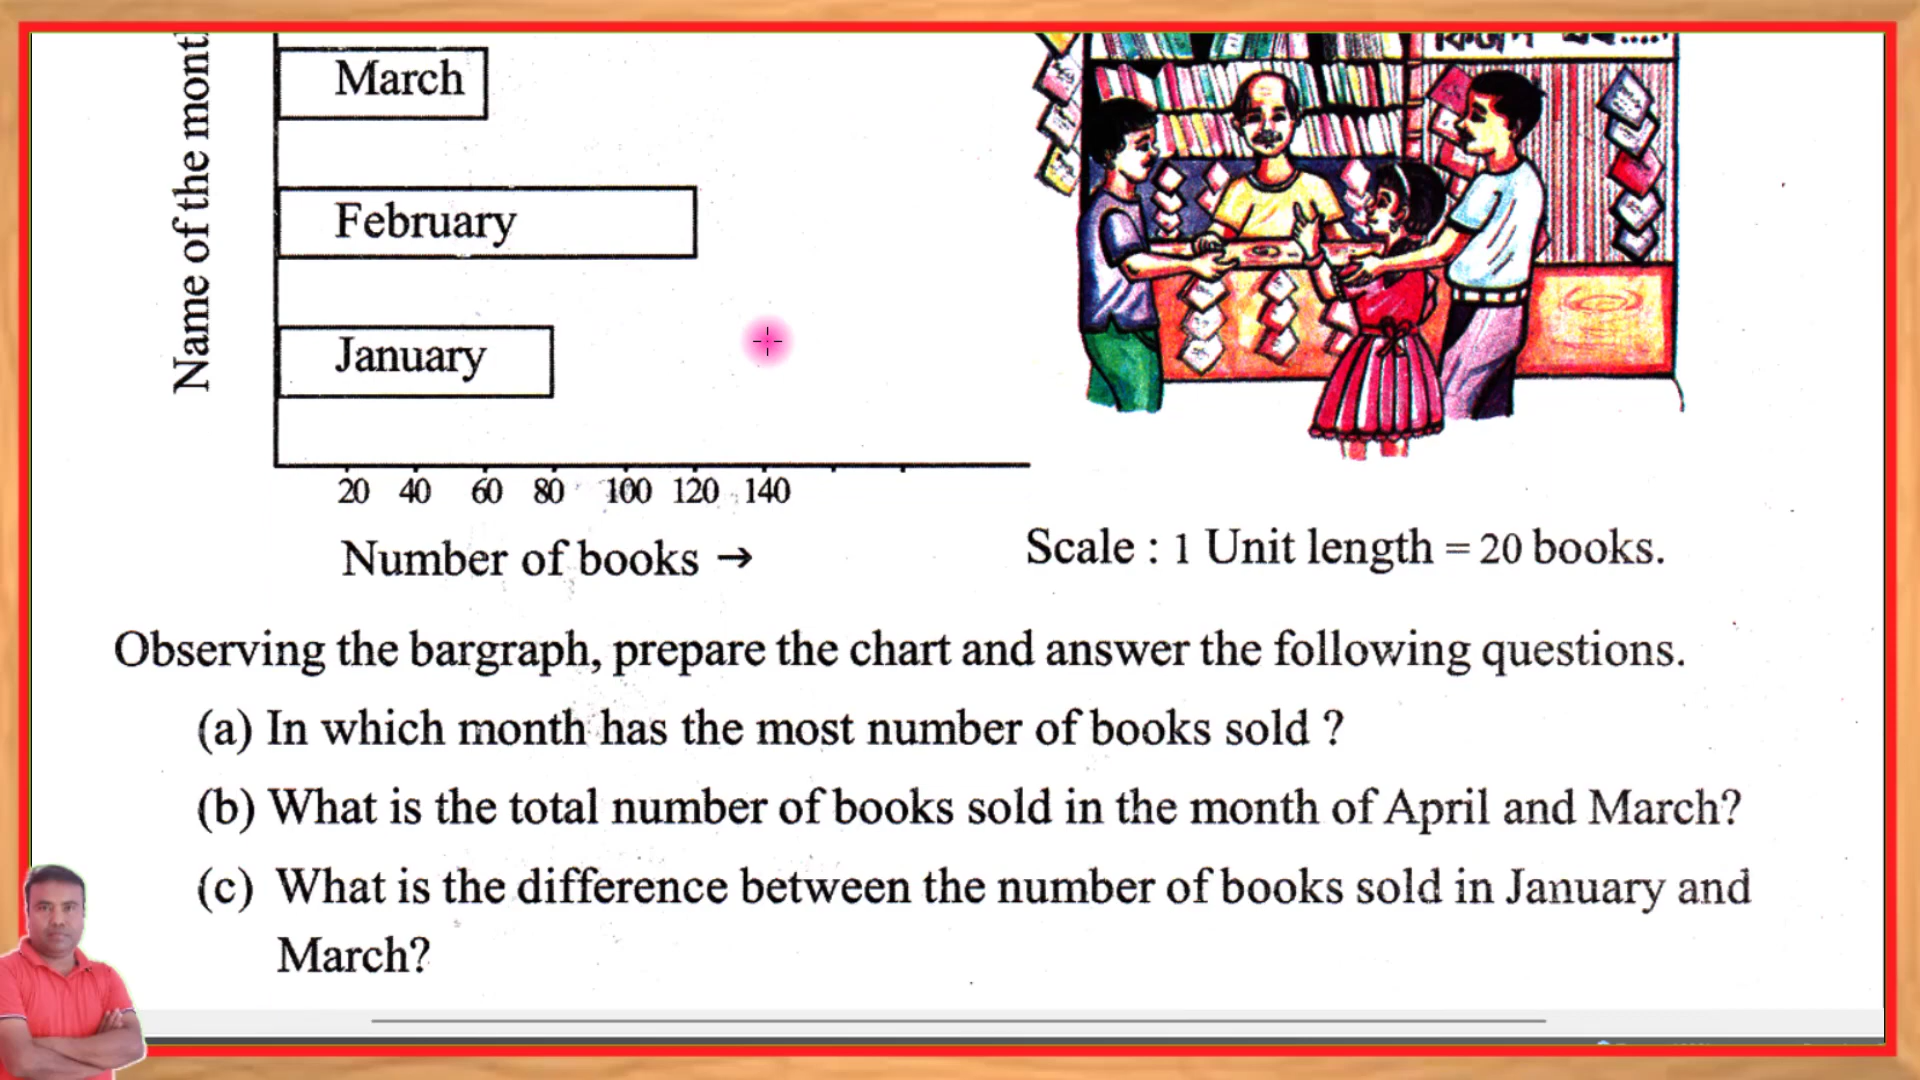 Name of the mont
March
February
January
20 40 60 80 100 120 140
Number of books →
Scale : 1 Unit length = 20 books.
Observing the bargraph, prepare the chart and answer the following questions.
(a) In which month has the most number of books sold ?
(b) What is the total number of books sold in the month of April and March?
(c) What is the difference between the number of books sold in January and
March?